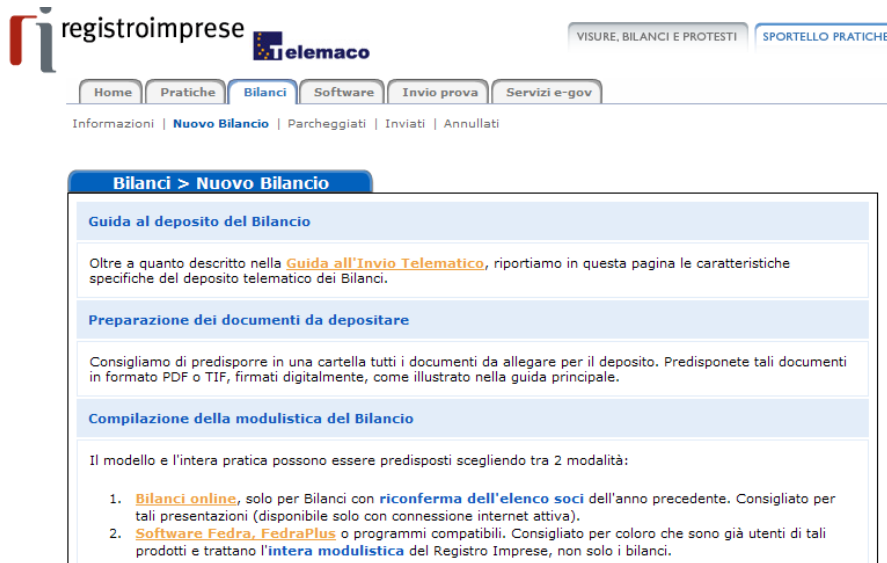 registroimprese
Telemaco
VISURE, BILANCI E PROTESTI
SPORTELLO PRATICHE
Home
Pratiche
Bilanci
Software
Invio prova
Servizi e-gov
Informazioni | Nuovo Bilancio | Parcheggiati | Inviati | Annullati
Bilanci > Nuovo Bilancio
Guida al deposito del Bilancio
Oltre a quanto descritto nella Guida all'Invio Telematico, riportiamo in questa pagina le caratteristiche
specifiche del deposito telematico dei Bilanci.
Preparazione dei documenti da depositare
Consigliamo di predisporre in una cartella tutti i documenti da allegare per il deposito. Predisponete tali documenti
in formato PDF o TIF, firmati digitalmente, come illustrato nella guida principale.
Compilazione della modulistica del Bilancio
Il modello e l'intera pratica possono essere predisposti scegliendo tra 2 modalità:
1. Bilanci online, solo per Bilanci con riconferma dell'elenco soci dell'anno precedente. Consigliato per
tali presentazioni (disponibile solo con connessione internet attiva).
2. Software Fedra, FedraPlus o programmi compatibili. Consigliato per coloro che sono già utenti di tali
prodotti e trattano l'intera modulistica del Registro Imprese, non solo i bilanci.